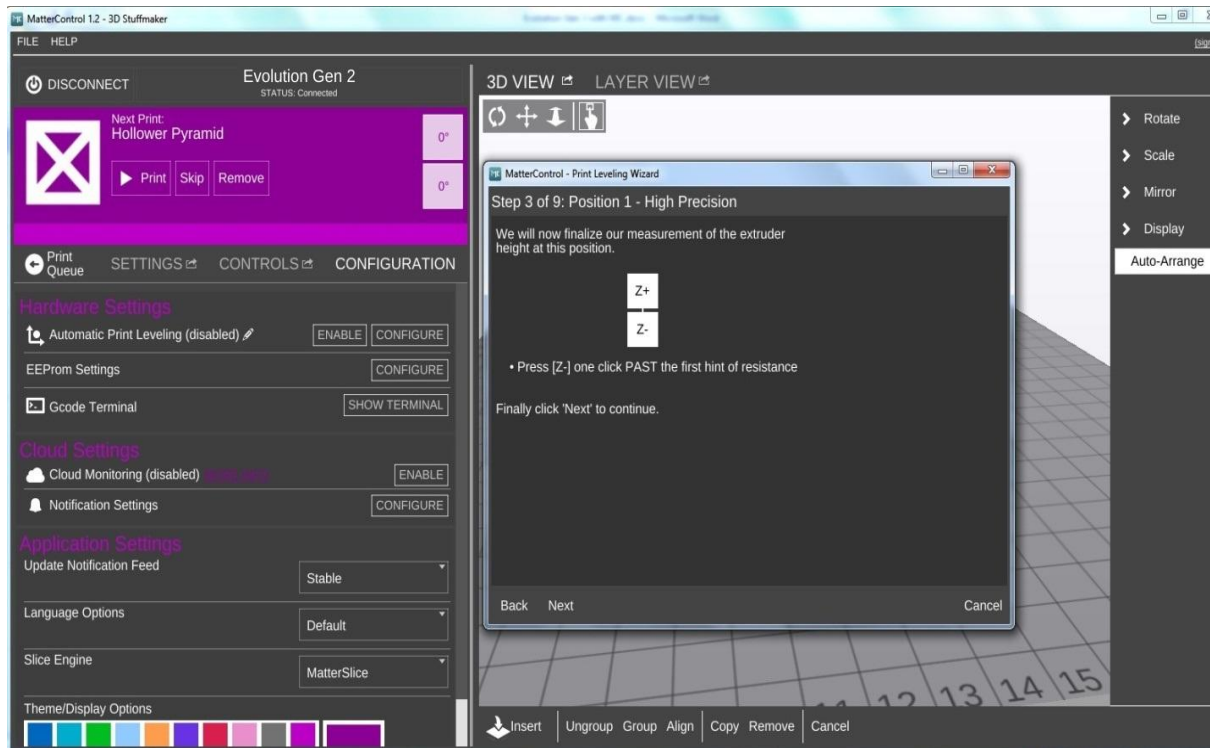 MatterControl 1.2 - 3D Stuffmaker
FILE HELP
DISCONNECT
Evolution Gen 2
STATUS: Connected
Next Print:
Hollower Pyramid
Print Skip Remove
0°
0°
Print
Queue
SETTINGS CONTROLS CONFIGURATION
Hardware Settings
Automatic Print Leveling (disabled) ENABLE CONFIGURE
EEProm Settings CONFIGURE
Gcode Terminal SHOW TERMINAL
Cloud Settings
Cloud Monitoring (disabled) ENABLE
Notification Settings CONFIGURE
Application Settings
Update Notification Feed
Stable
Language Options
Default
Slice Engine
MatterSlice
Theme/Display Options
3D VIEW LAYER VIEW
MatterControl - Print Leveling Wizard
Step 3 of 9: Position 1 - High Precision
We will now finalize our measurement of the extruder
height at this position.
Z+
Z-
• Press [Z-] one click PAST the first hint of resistance
Finally click 'Next' to continue.
Back Next Cancel
12 13 14 15
Insert Ungroup Group Align Copy Remove Cancel
Rotate
Scale
Mirror
Display
Auto-Arrange